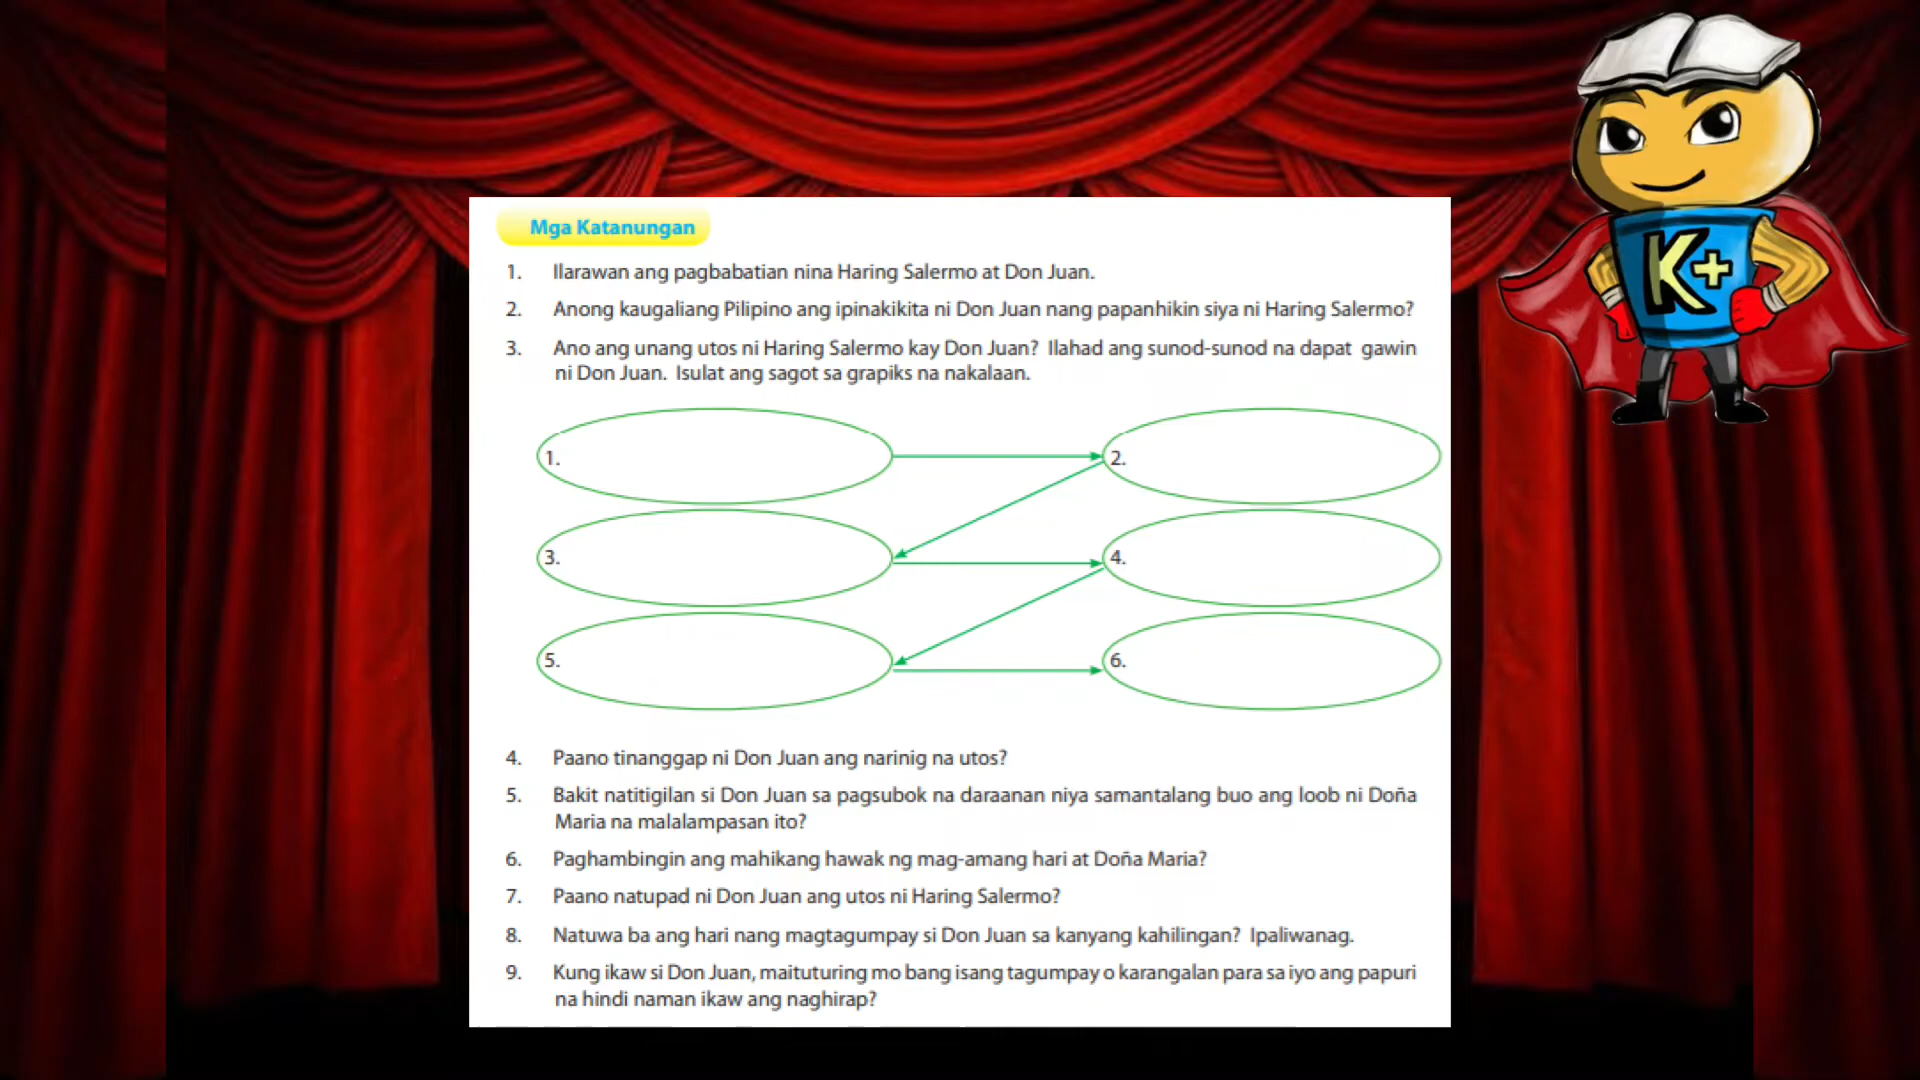 K+
Mga Katanungan
1. Ilarawan ang pagbabatian nina Haring Salermo at Don Juan.
2. Anong kaugaliang Pilipino ang ipinakikita ni Don Juan nang papanhikin siya ni Haring Salermo?
3. Ano ang unang utos ni Haring Salermo kay Don Juan? Ilahad ang sunod-sunod na dapat gawin
ni Don Juan. Isulat ang sagot sa grapiks na nakalaan.
1. 2.
3. 4.
5. 6.
4. Paano tinanggap ni Don Juan ang narinig na utos?
5. Bakit natitigilan si Don Juan sa pagsubok na daraanan niya samantalang buo ang loob ni Doña
Maria na malalampasan ito?
6. Paghambingin ang mahikang hawak ng mag-amang hari at Doña Maria?
7. Paano natupad ni Don Juan ang utos ni Haring Salermo?
8. Natuwa ba ang hari nang magtagumpay si Don Juan sa kanyang kahilingan? Ipaliwanag.
9. Kung ikaw si Don Juan, maituturing mo bang isang tagumpay o karangalan para sa iyo ang papuri
na hindi naman ikaw ang naghirap?